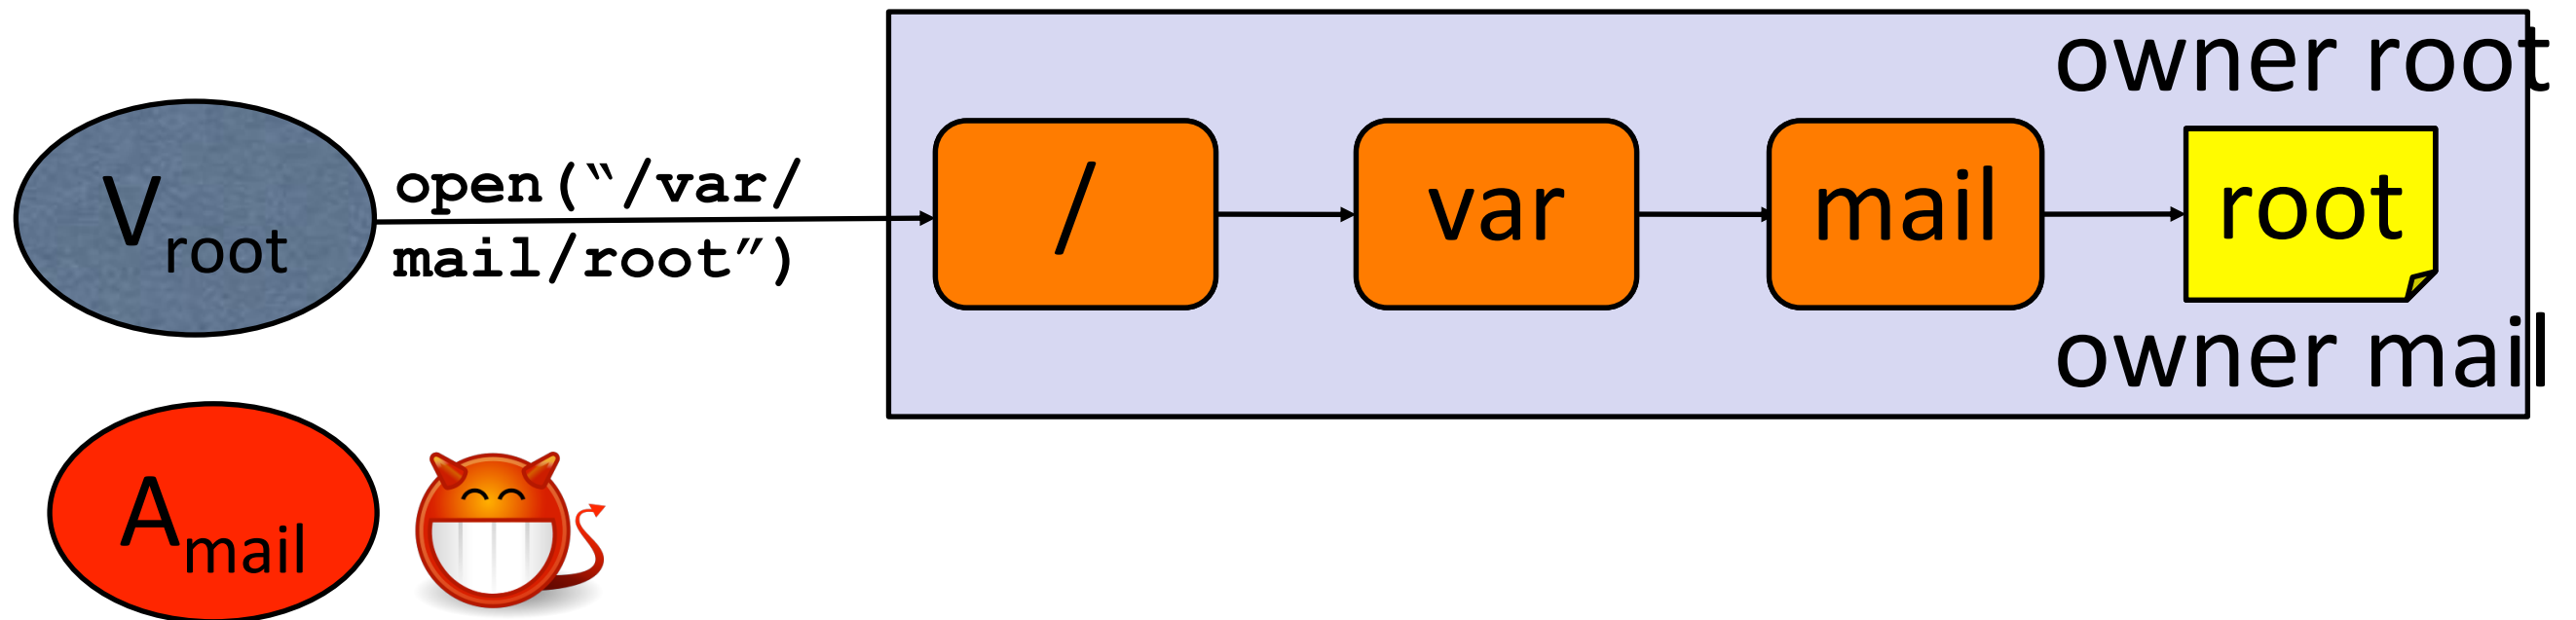 owner root
V root
open("/var/
mail/root")
/
var
mail
root
owner mail
A mail